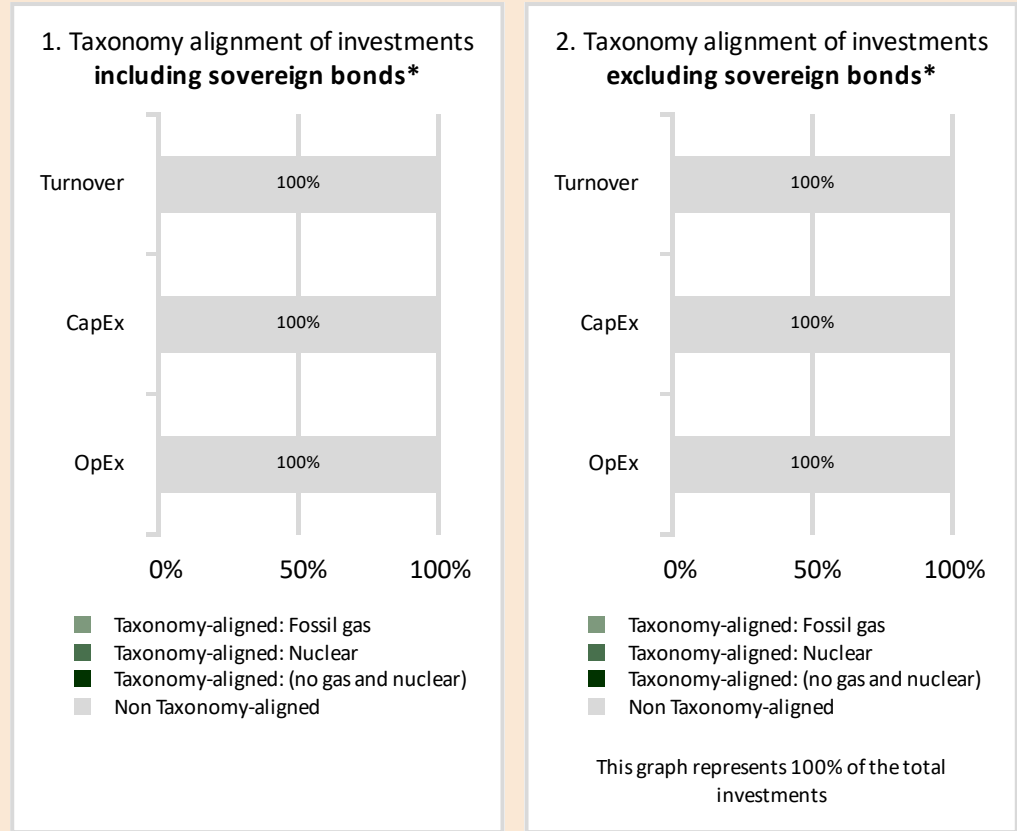 1. Taxonomy alignment of investments
including sovereign bonds*
Turnover
100%
CapEx
100%
OpEx
100%
0% 50% 100%
Taxonomy-aligned: Fossil gas
Taxonomy-aligned: Nuclear
Taxonomy-aligned: (no gas and nuclear)
Non Taxonomy-aligned
2. Taxonomy alignment of investments
excluding sovereign bonds*
Turnover
100%
CapEx
100%
OpEx
100%
0% 50% 100%
Taxonomy-aligned: Fossil gas
Taxonomy-aligned: Nuclear
Taxonomy-aligned: (no gas and nuclear)
Non Taxonomy-aligned
This graph represents 100% of the total
investments